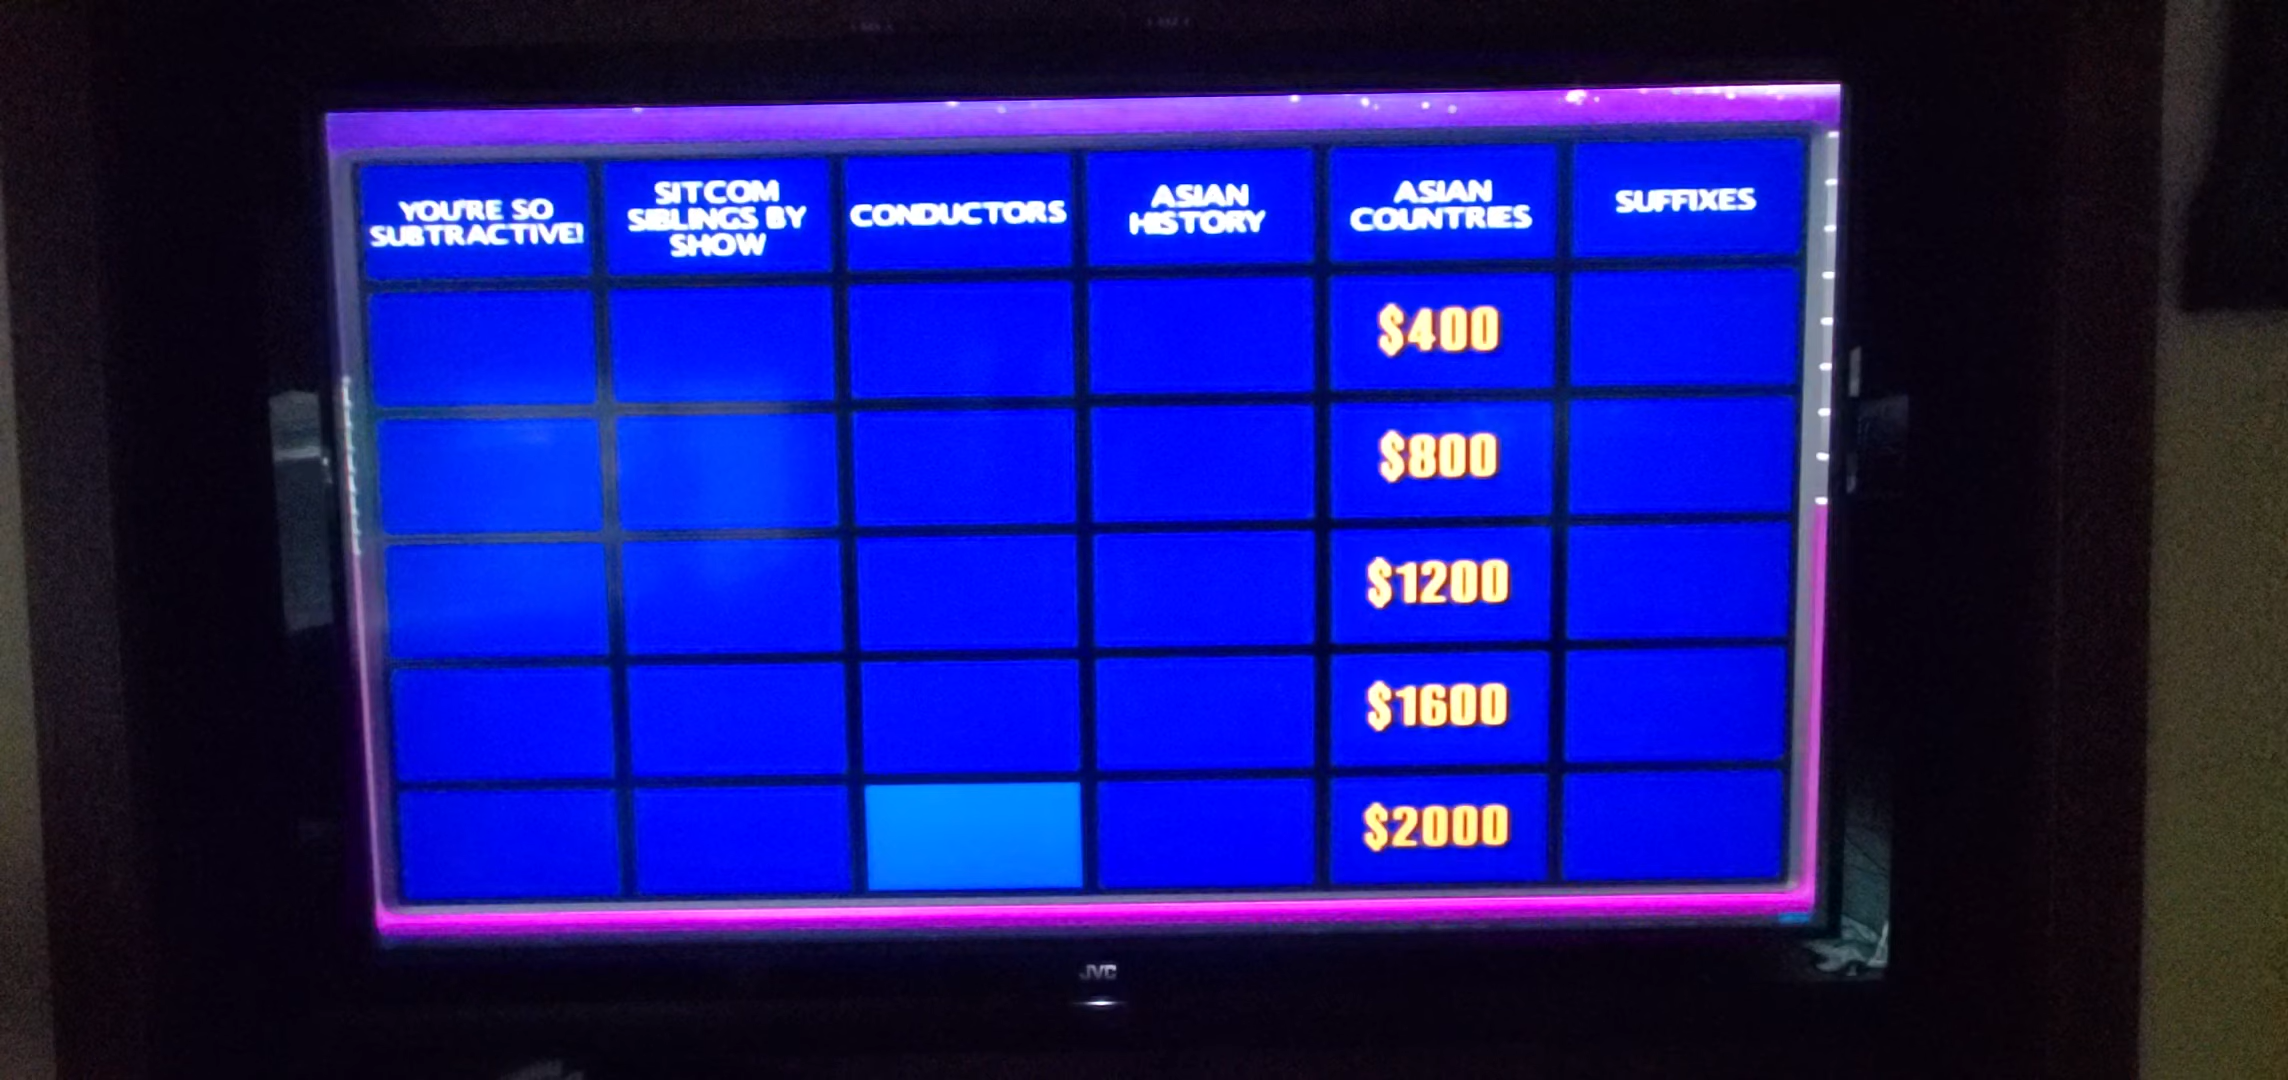 YOU'RE SO
SUBTRACTIVE!
SITCOM
SIBLINGS BY
SHOW
CONDUCTORS
ASIAN
HISTORY
ASIAN
COUNTRIES
SUFFIXES
$400
$800
$1200
$1600
$2000
JVC